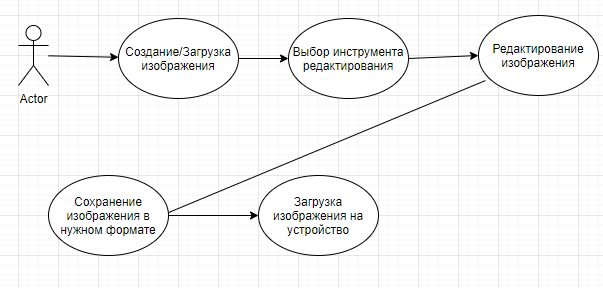 Actor
Создание/Загрузка
изображения
Выбор инструмента
редактирования
Редактирование
изображения
Сохранение
изображения в
нужном формате
Загрузка
изображения на
устройство